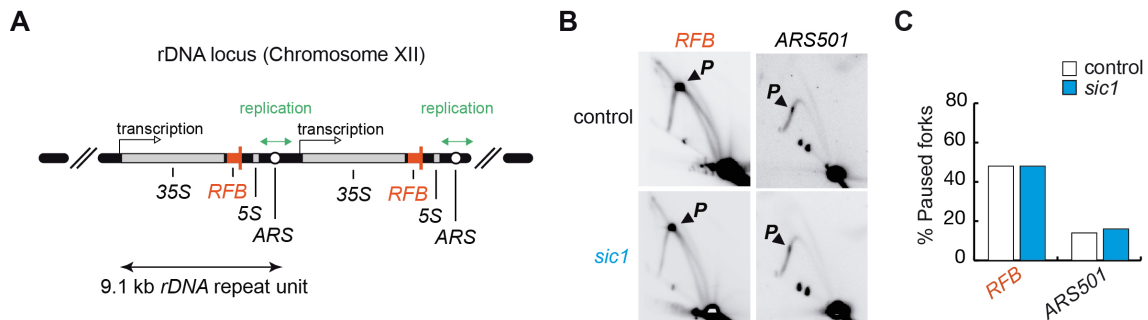 A
rDNA locus (Chromosome XII)
replication
replication
transcription
transcription
35S
RFB
5S
ARS
35S
RFB
5S
ARS
9.1 kb rDNA repeat unit
B
RFB
ARS501
control
P
P
sic1
P
P
C
control
sic1
% Paused forks
80
60
40
20
0
RFB
ARS501